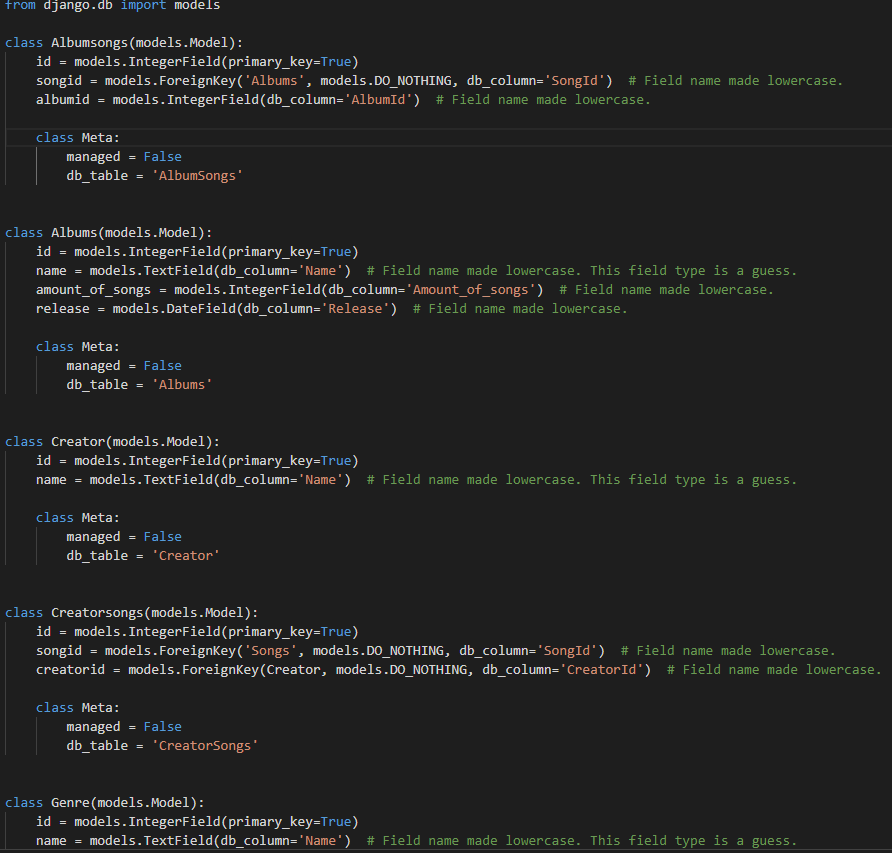 from django.db import models
class Albumsongs(models.Model):
id = models.IntegerField(primary_key=True)
songid = models.ForeignKey('Albums', models.DO_NOTHING, db_column='SongId')  # Field name made lowercase.
albumid = models.IntegerField(db_column='AlbumId')  # Field name made lowercase.
class Meta:
managed = False
db_table = 'AlbumSongs'
class Albums(models.Model):
id = models.IntegerField(primary_key=True)
name = models.TextField(db_column='Name')  # Field name made lowercase. This field type is a guess.
amount_of_songs = models.IntegerField(db_column='Amount_of_songs')  # Field name made lowercase.
release = models.DateField(db_column='Release')  # Field name made lowercase.
class Meta:
managed = False
db_table = 'Albums'
class Creator(models.Model):
id = models.IntegerField(primary_key=True)
name = models.TextField(db_column='Name')  # Field name made lowercase. This field type is a guess.
class Meta:
managed = False
db_table = 'Creator'
class Creatorsongs(models.Model):
id = models.IntegerField(primary_key=True)
songid = models.ForeignKey('Songs', models.DO_NOTHING, db_column='SongId')  # Field name made lowercase.
creatorid = models.ForeignKey(Creator, models.DO_NOTHING, db_column='CreatorId')  # Field name made lowercase.
class Meta:
managed = False
db_table = 'CreatorSongs'
class Genre(models.Model):
id = models.IntegerField(primary_key=True)
name = models.TextField(db_column='Name')  # Field name made lowercase. This field type is a guess.